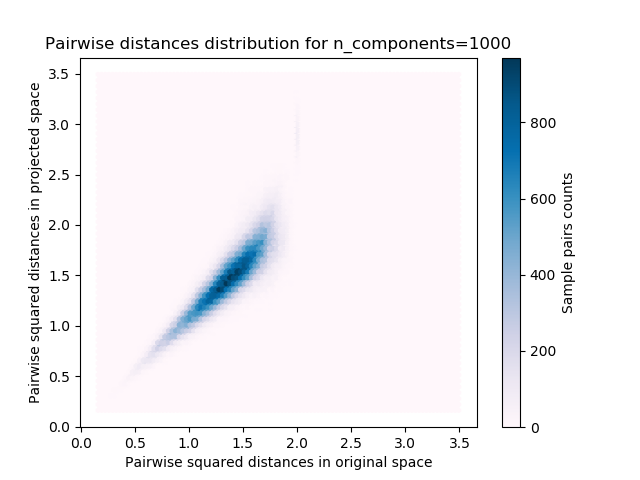 Pairwise distances distribution for n_components=1000
Pairwise squared distances in projected space
3.5
3.0
2.5
2.0
1.5
1.0
0.5
0.0
0.0 0.5 1.0 1.5 2.0 2.5 3.0 3.5
Pairwise squared distances in original space
800
600
400
200
0
Sample pairs counts